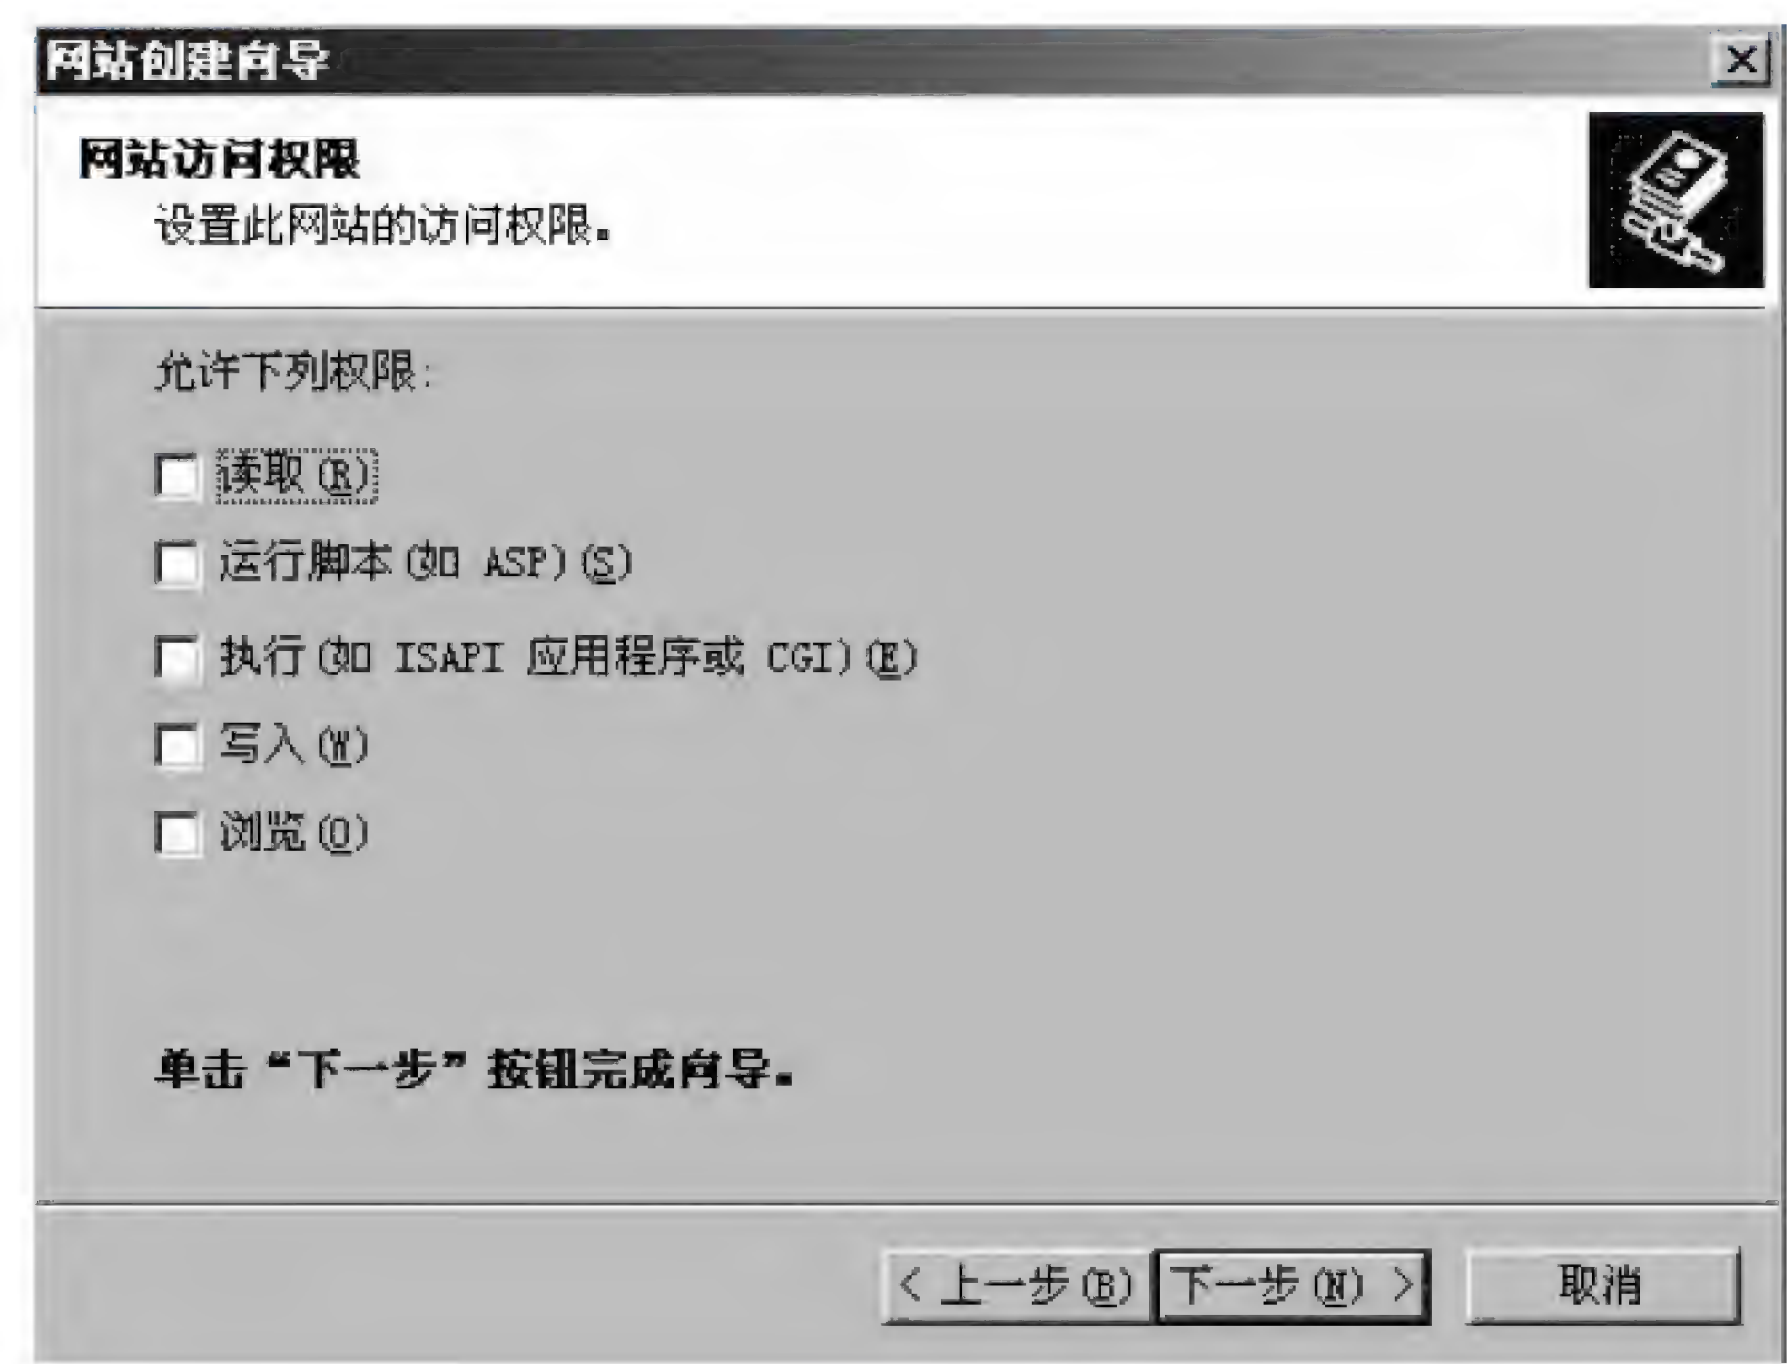 网站创建向导
网站访问权限
设置此网站的访问权限。
允许下列权限:
读取(R)
运行脚本(如 ASP)(S)
执行(如 ISAPI 应用程序或 CGI)(E)
写入(W)
浏览(O)
单击“下一步”按钮完成向导。
< 上一步(B) 下一步(N) > 取消